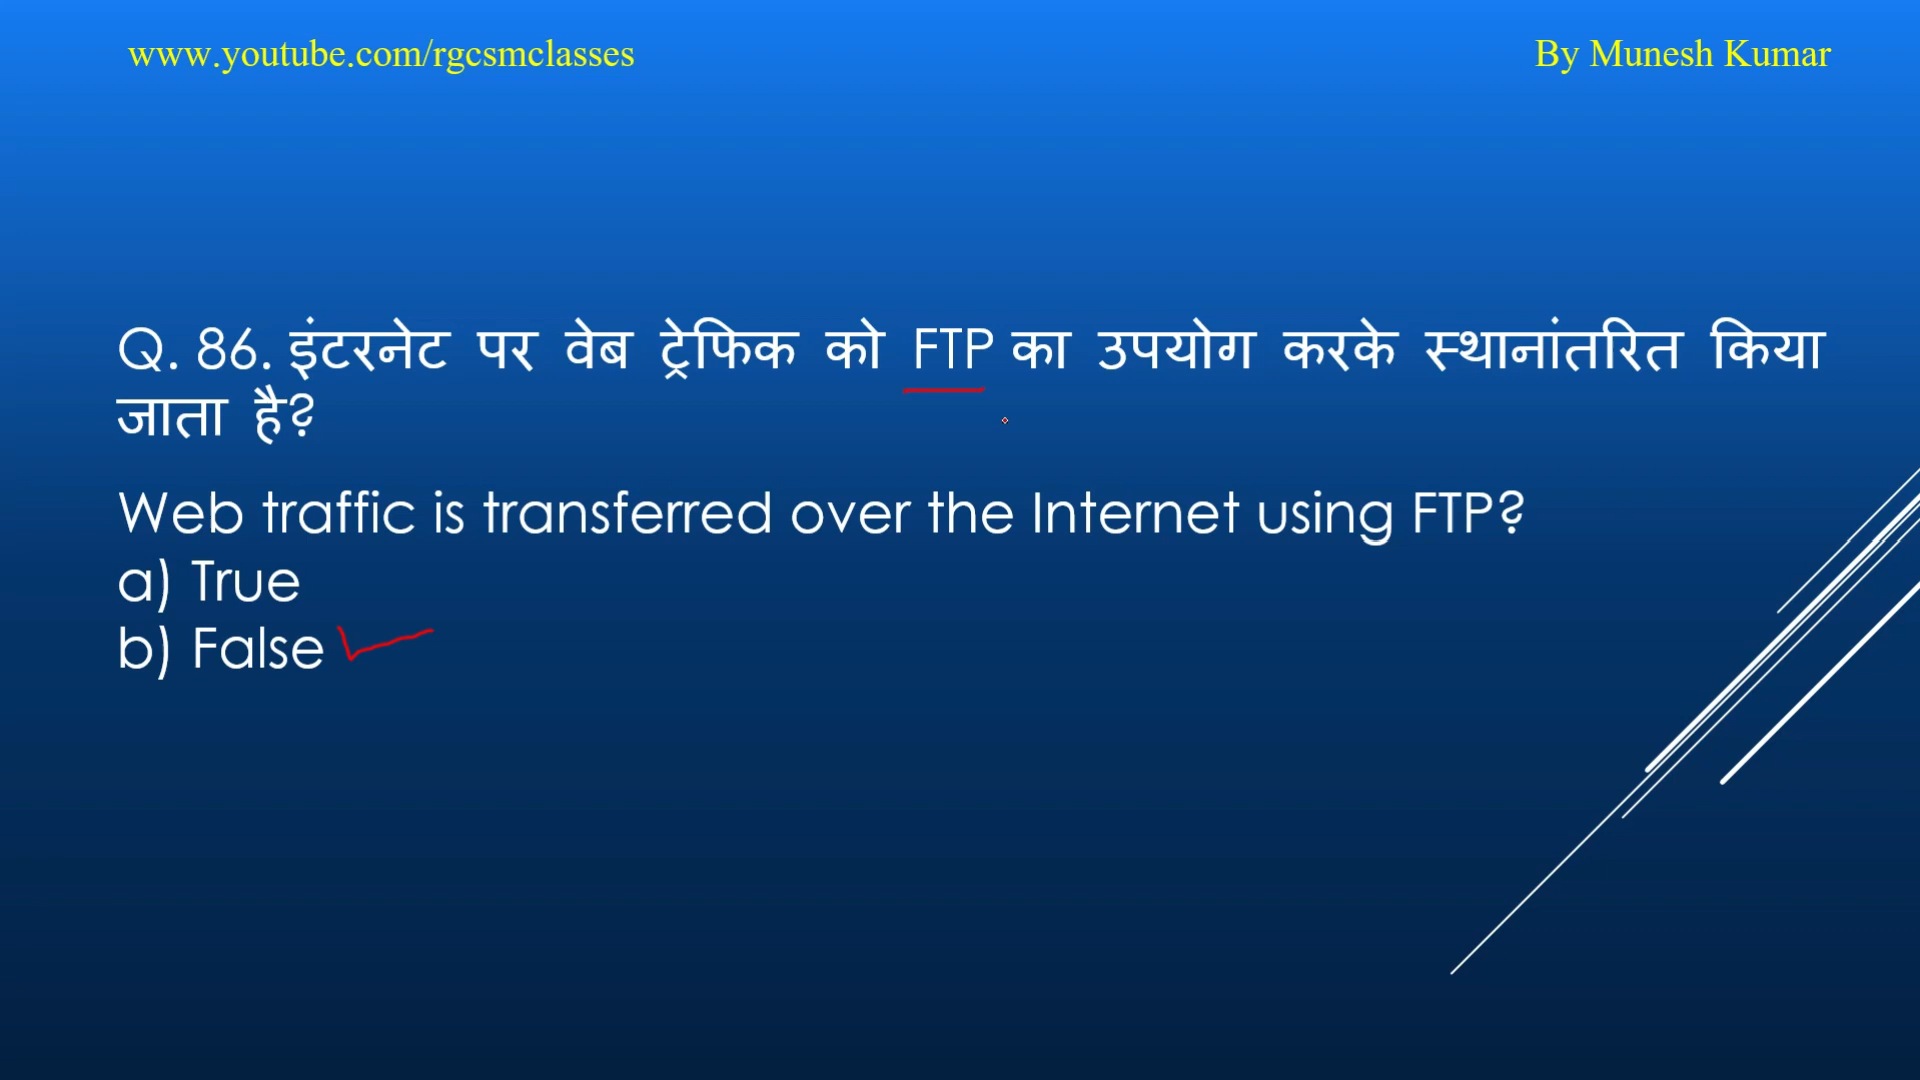 www.youtube.com/rgcsmclasses
By Munesh Kumar
Q. 86. इंटरनेट पर वेब ट्रेफिक को FTP का उपयोग करके स्थानांतरित किया
जाता है?
Web traffic is transferred over the Internet using FTP?
a) True
b) False